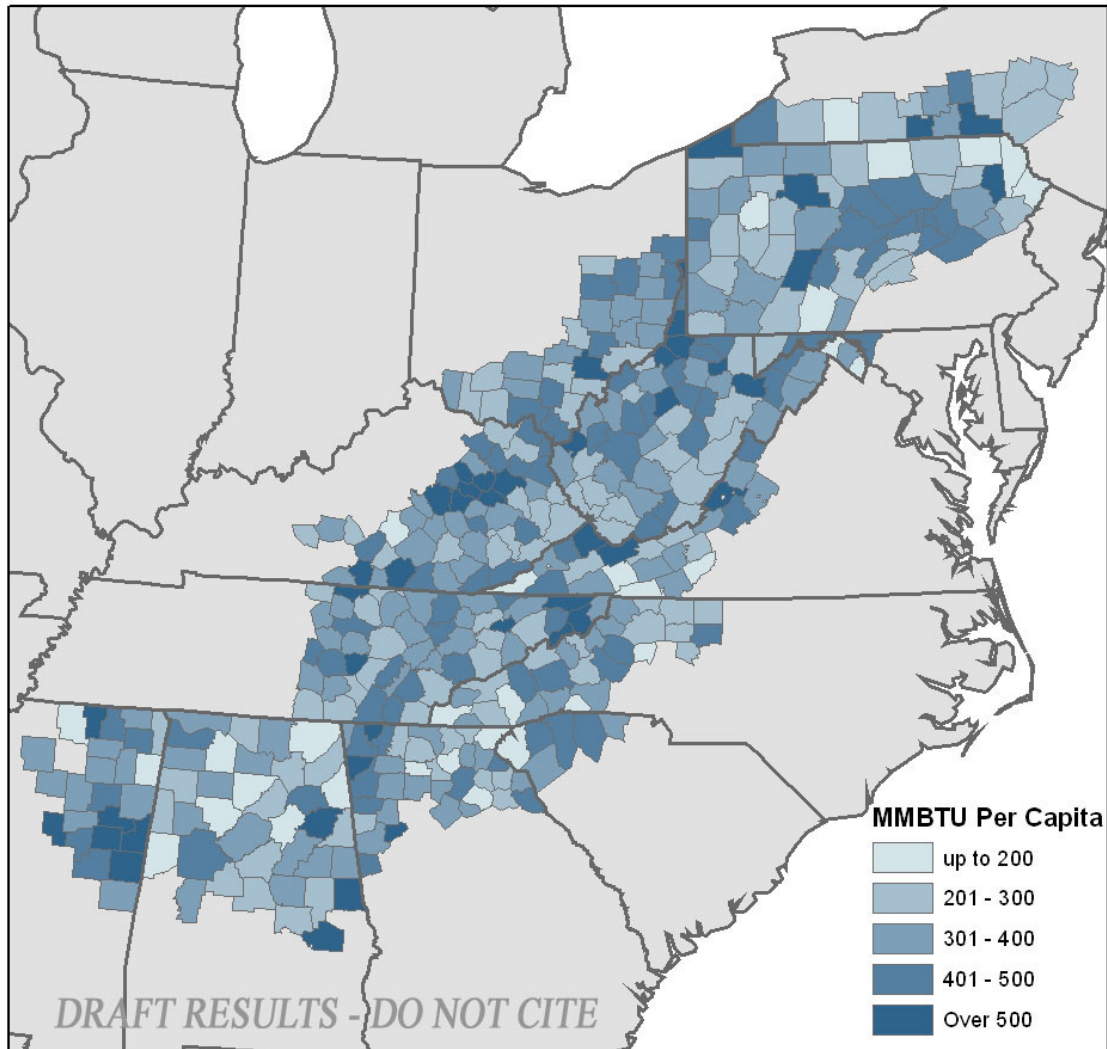 MMBTU Per Capita
up to 200
201 - 300
301 - 400
401 - 500
Over 500
DRAFT RESULTS - DO NOT CITE